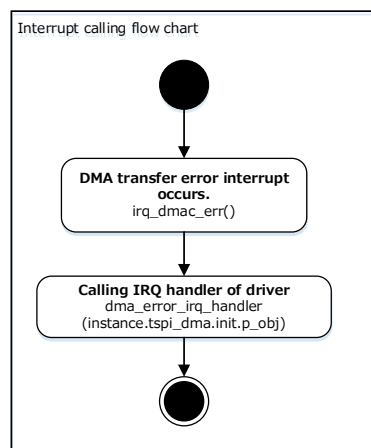 Interrupt calling flow chart
DMA transfer error interrupt
occurs.
irq_dmac_err()
Calling IRQ handler of driver
dma_error_irq_handler
(instance.tspi_dma.init.p_obj)